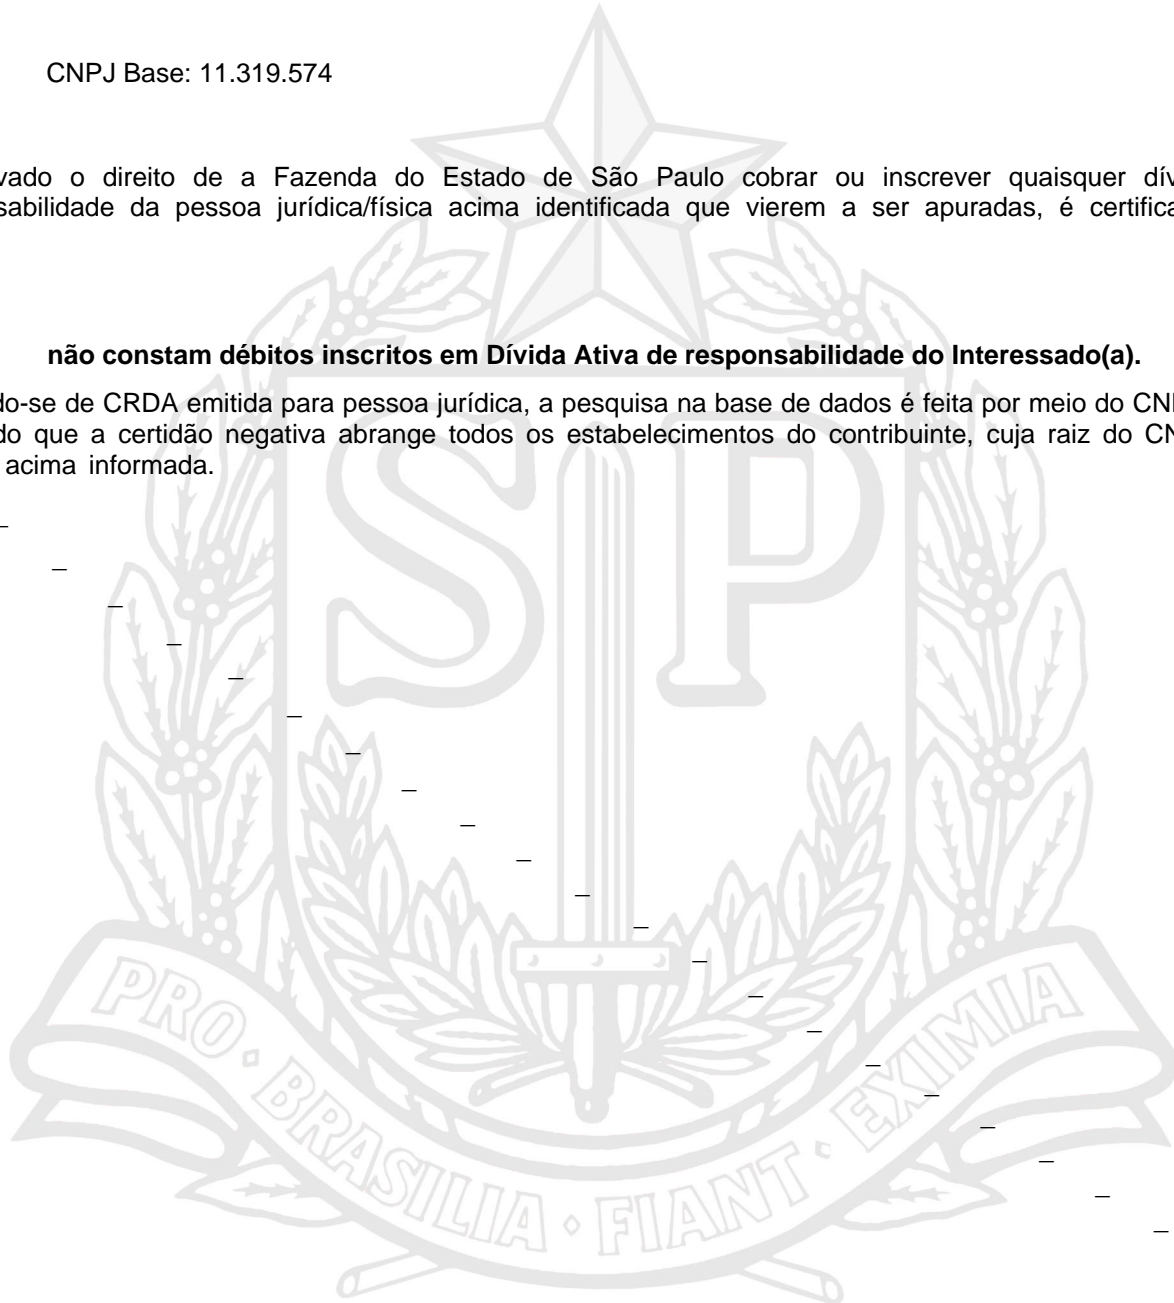 CNPJ Base: 11.319.574
vado o direito de a Fazenda do Estado de São Paulo cobrar ou inscrever quaisquer dív
sabilidade da pessoa jurídica/física acima identificada que vierem a ser apuradas, é certifica
não constam débitos inscritos em Dívida Ativa de responsabilidade do Interessado(a).
do-se de CRDA emitida para pessoa jurídica, a pesquisa na base de dados é feita por meio do CN
do que a certidão negativa abrange todos os estabelecimentos do contribuinte, cuja raiz do CN
acima informada.
SP
PRO · BRASILIA · FIANT · EXIMIA